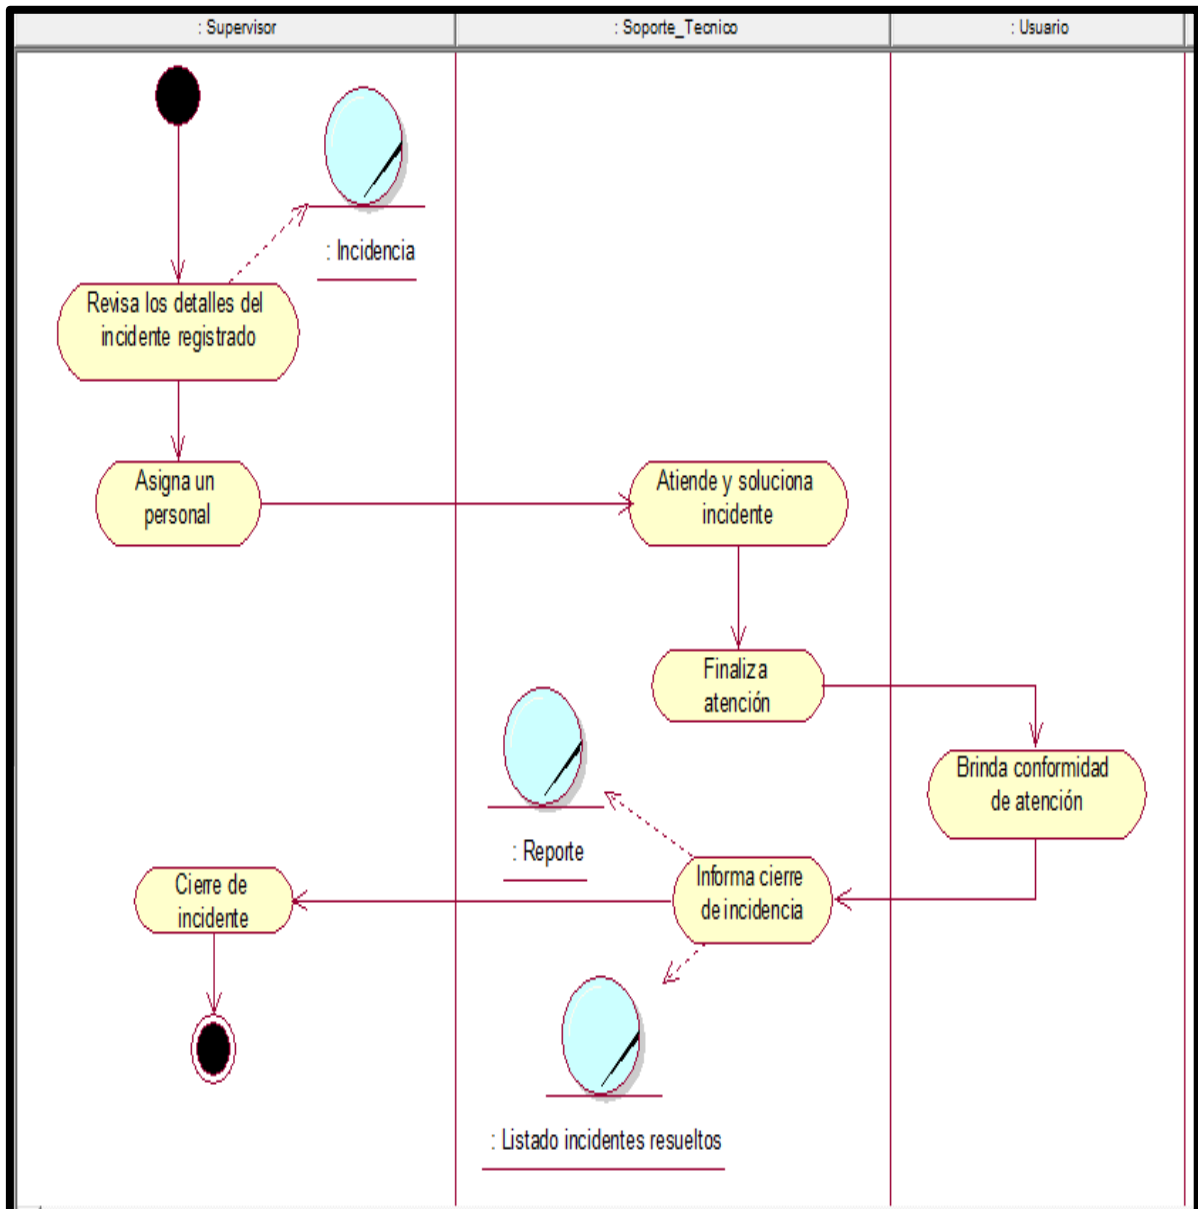 : Supervisor
: Soporte_Tecnico
: Usuario
: Incidencia
Revisa los detalles del
incidente registrado
Asigna un
personal
Atiende y soluciona
incidente
Finaliza
atención
Brinda conformidad
de atención
: Reporte
Informa cierre
de incidencia
Cierre de
incidente
: Listado incidentes resueltos